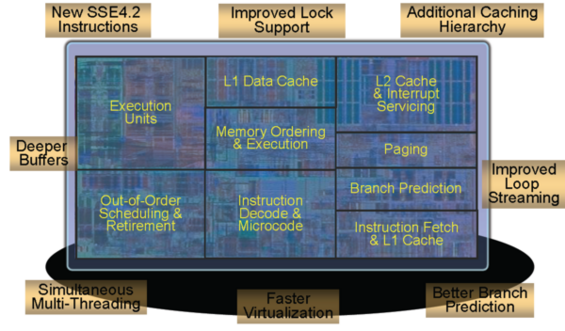 New SSE4.2
Instructions
Improved Lock
Support
Additional Caching
Hierarchy
Execution
Units
L1 Data Cache
L2 Cache
& Interrupt
Servicing
Memory Ordering
& Execution
Paging
Deeper
Buffers
Improved
Loop
Streaming
Branch Prediction
Out-of-Order
Scheduling &
Retirement
Instruction
Decode &
Microcode
Instruction Fetch
& L1 Cache
Simultaneous
Multi-Threading
Faster
Virtualization
Better Branch
Prediction